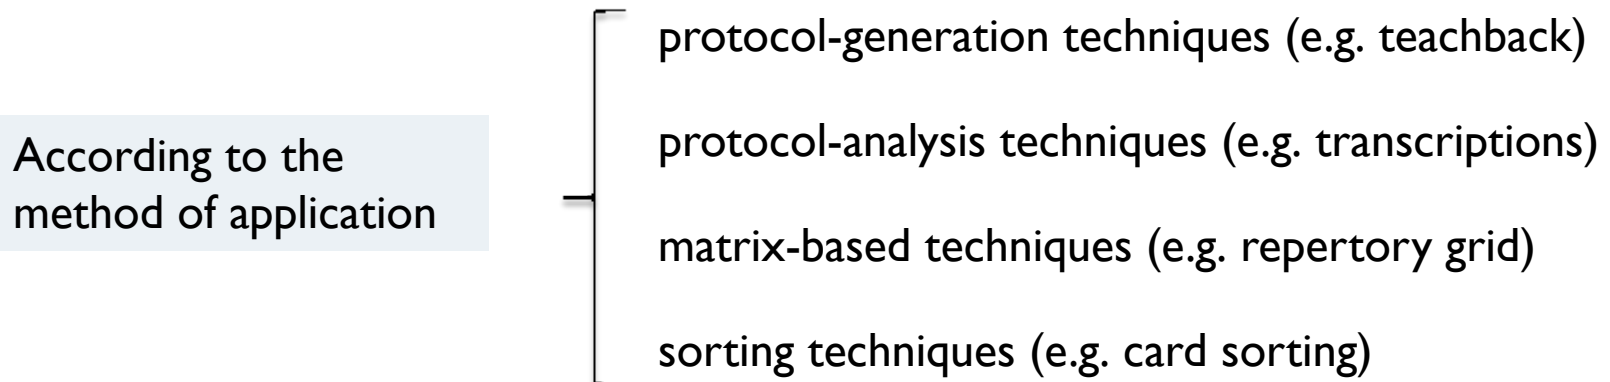 According to the
method of application
protocol-generation techniques (e.g. teachback)
protocol-analysis techniques (e.g. transcriptions)
matrix-based techniques (e.g. repertory grid)
sorting techniques (e.g. card sorting)